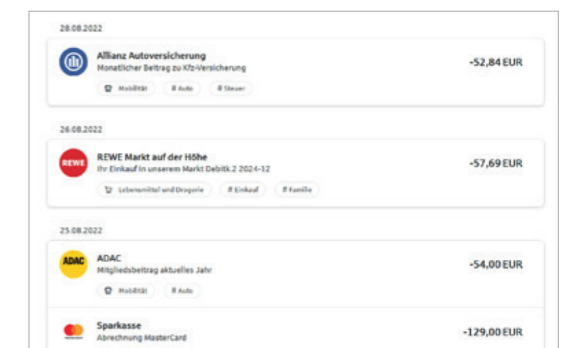 28.08.2022
Allianz Autoversicherung
-52,84 EUR
Monatlicher Beitrag zu Kfz-Versicherung
Mobilität # Auto # Steuer
26.08.2022
REWE
REWE Markt auf der Höhe
-57,69 EUR
Ihr Einkauf in unserem Markt Debitk.2 2024-12
Lebensmittel und Drogerie # Einkauf # Familie
25.08.2022
ADAC
ADAC
-54,00 EUR
Mitgliedsbeitrag aktuelles Jahr
Mobilität # Auto
Sparkasse
-129,00 EUR
Abrechnung MasterCard